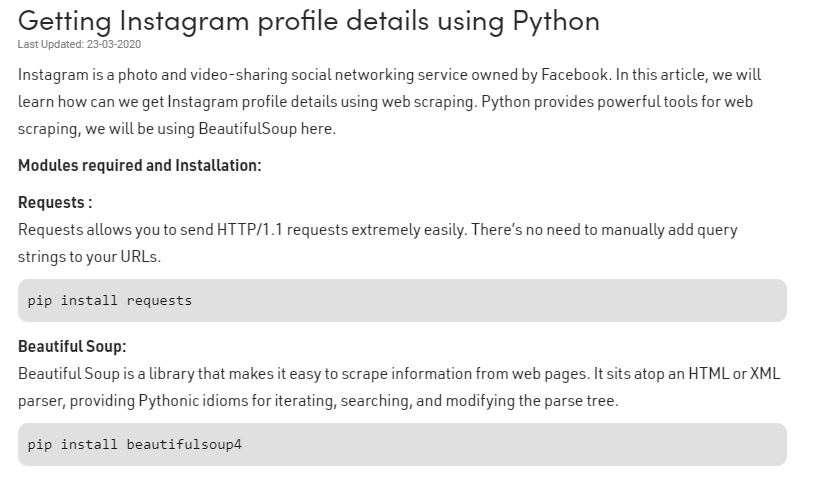 Getting Instagram profile details using Python
Last Updated: 23-03-2020
Instagram is a photo and video-sharing social networking service owned by Facebook. In this article, we will
learn how can we get Instagram profile details using web scraping. Python provides powerful tools for web
scraping, we will be using BeautifulSoup here.
Modules required and Installation:
Requests :
Requests allows you to send HTTP/1.1 requests extremely easily. There’s no need to manually add query
strings to your URLs.
pip install requests
Beautiful Soup:
Beautiful Soup is a library that makes it easy to scrape information from web pages. It sits atop an HTML or XML
parser, providing Pythonic idioms for iterating, searching, and modifying the parse tree.
pip install beautifulsoup4